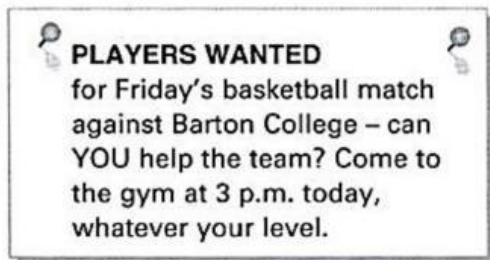 PLAYERS WANTED
for Friday's basketball match
against Barton College – can
YOU help the team? Come to
the gym at 3 p.m. today,
whatever your level.